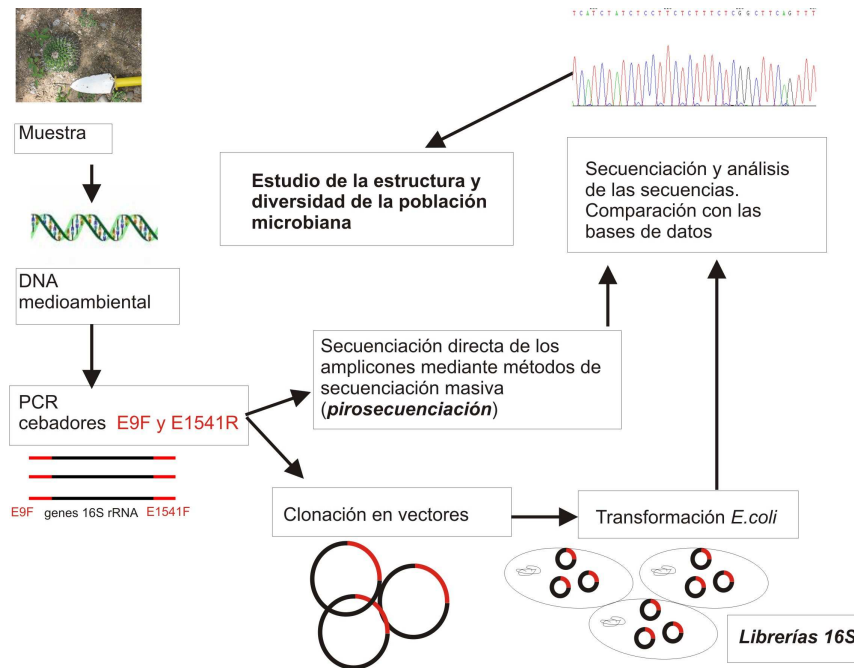 TCATCTATCTCCTTCTCTTTCTCGGCTTCAGTTT
Muestra
Estudio de la estructura y
diversidad de la población
microbiana
Secuenciación y análisis
de las secuencias.
Comparación con las
bases de datos
DNA
medioambiental
Secuenciación directa de los
amplicones mediante métodos de
secuenciación masiva
(pirosecuenciación)
PCR
cebadores E9F y E1541R
E9F genes 16S rRNA E1541F
Clonación en vectores
Transformación E.coli
Librerías 16S